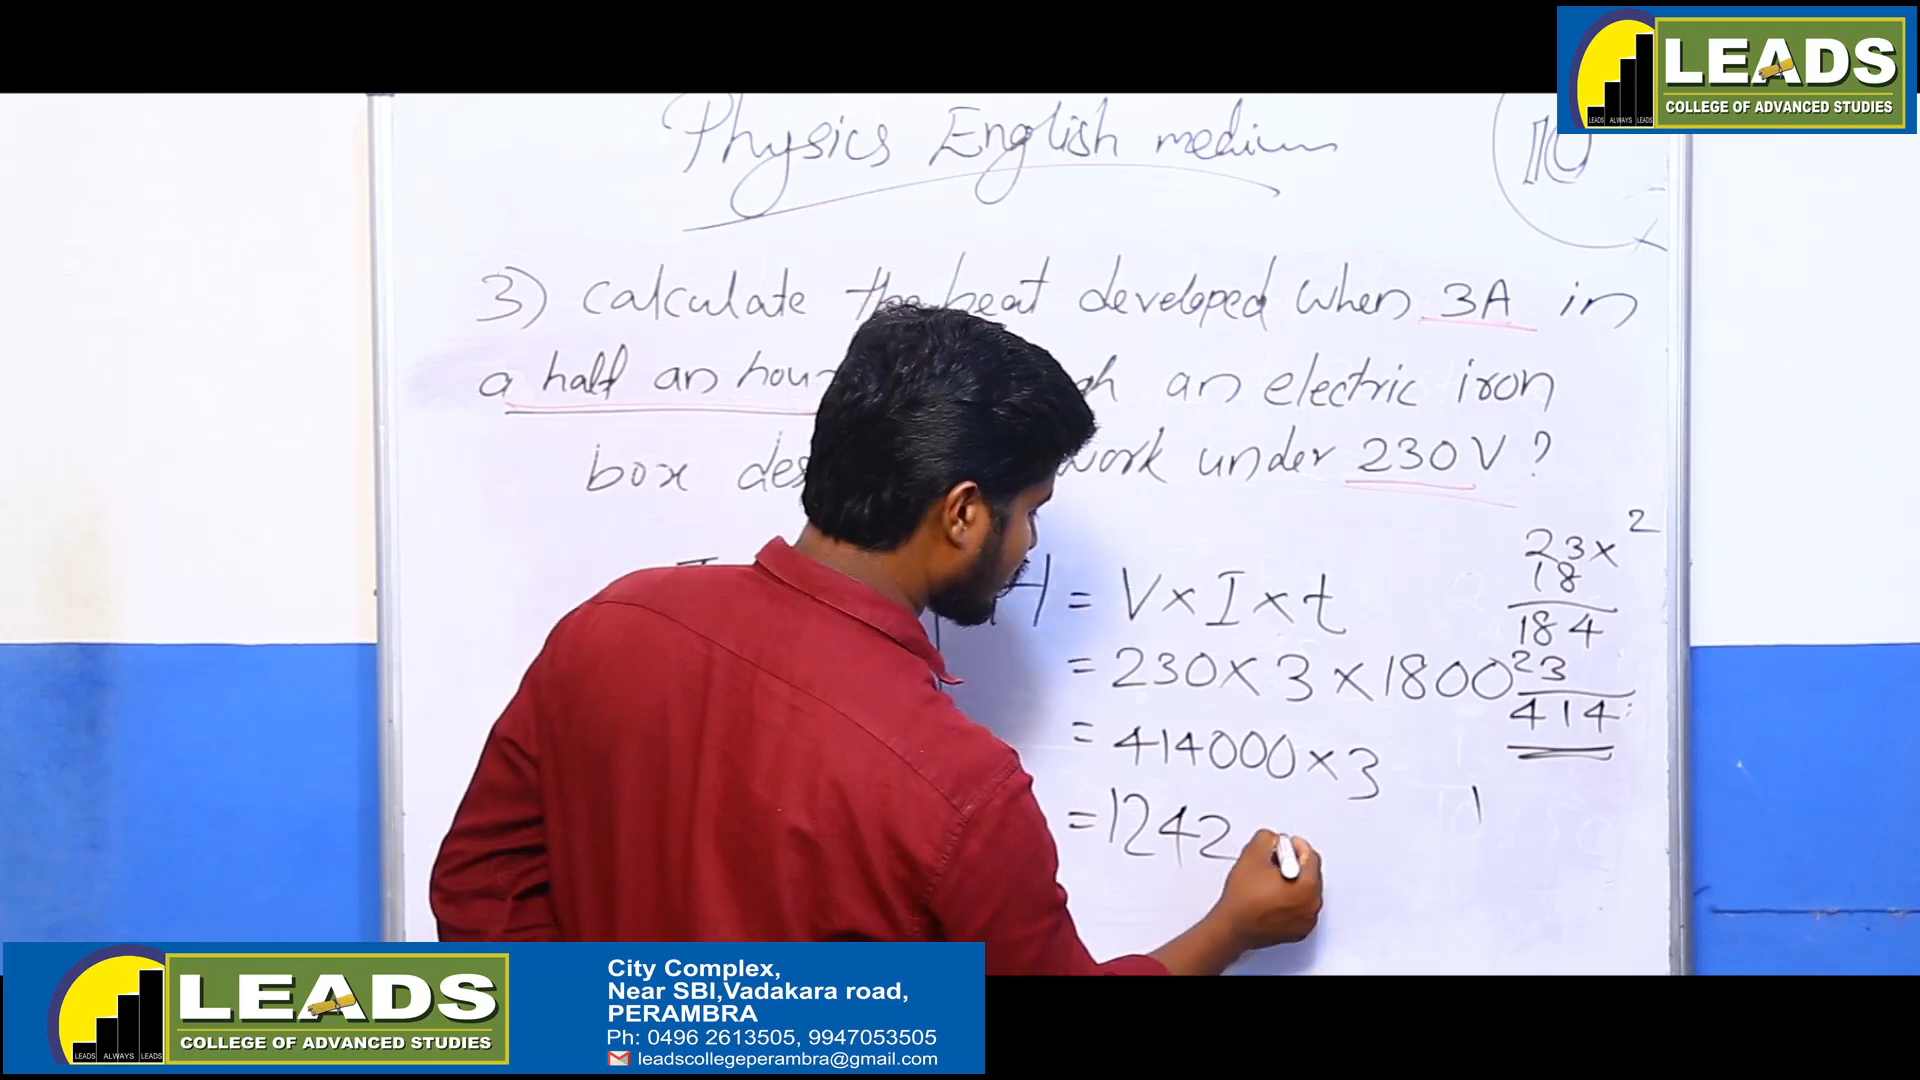 LEADS
COLLEGE OF ADVANCED STUDIES
LEADS ALWAYS LEADS
Physics English medium
10
3) Calculate the heat developed when 3A in
a half an hour an electric iron
box work under 230V?
H = V×I×t
= 230×3×1800
= 414000×3
= 1242
23×2
18
184
23
414
1
LEADS
COLLEGE OF ADVANCED STUDIES
LEADS ALWAYS LEADS
City Complex,
Near SBI,Vadakara road,
PERAMBRA
Ph: 0496 2613505, 9947053505
leadscollegeperambra@gmail.com